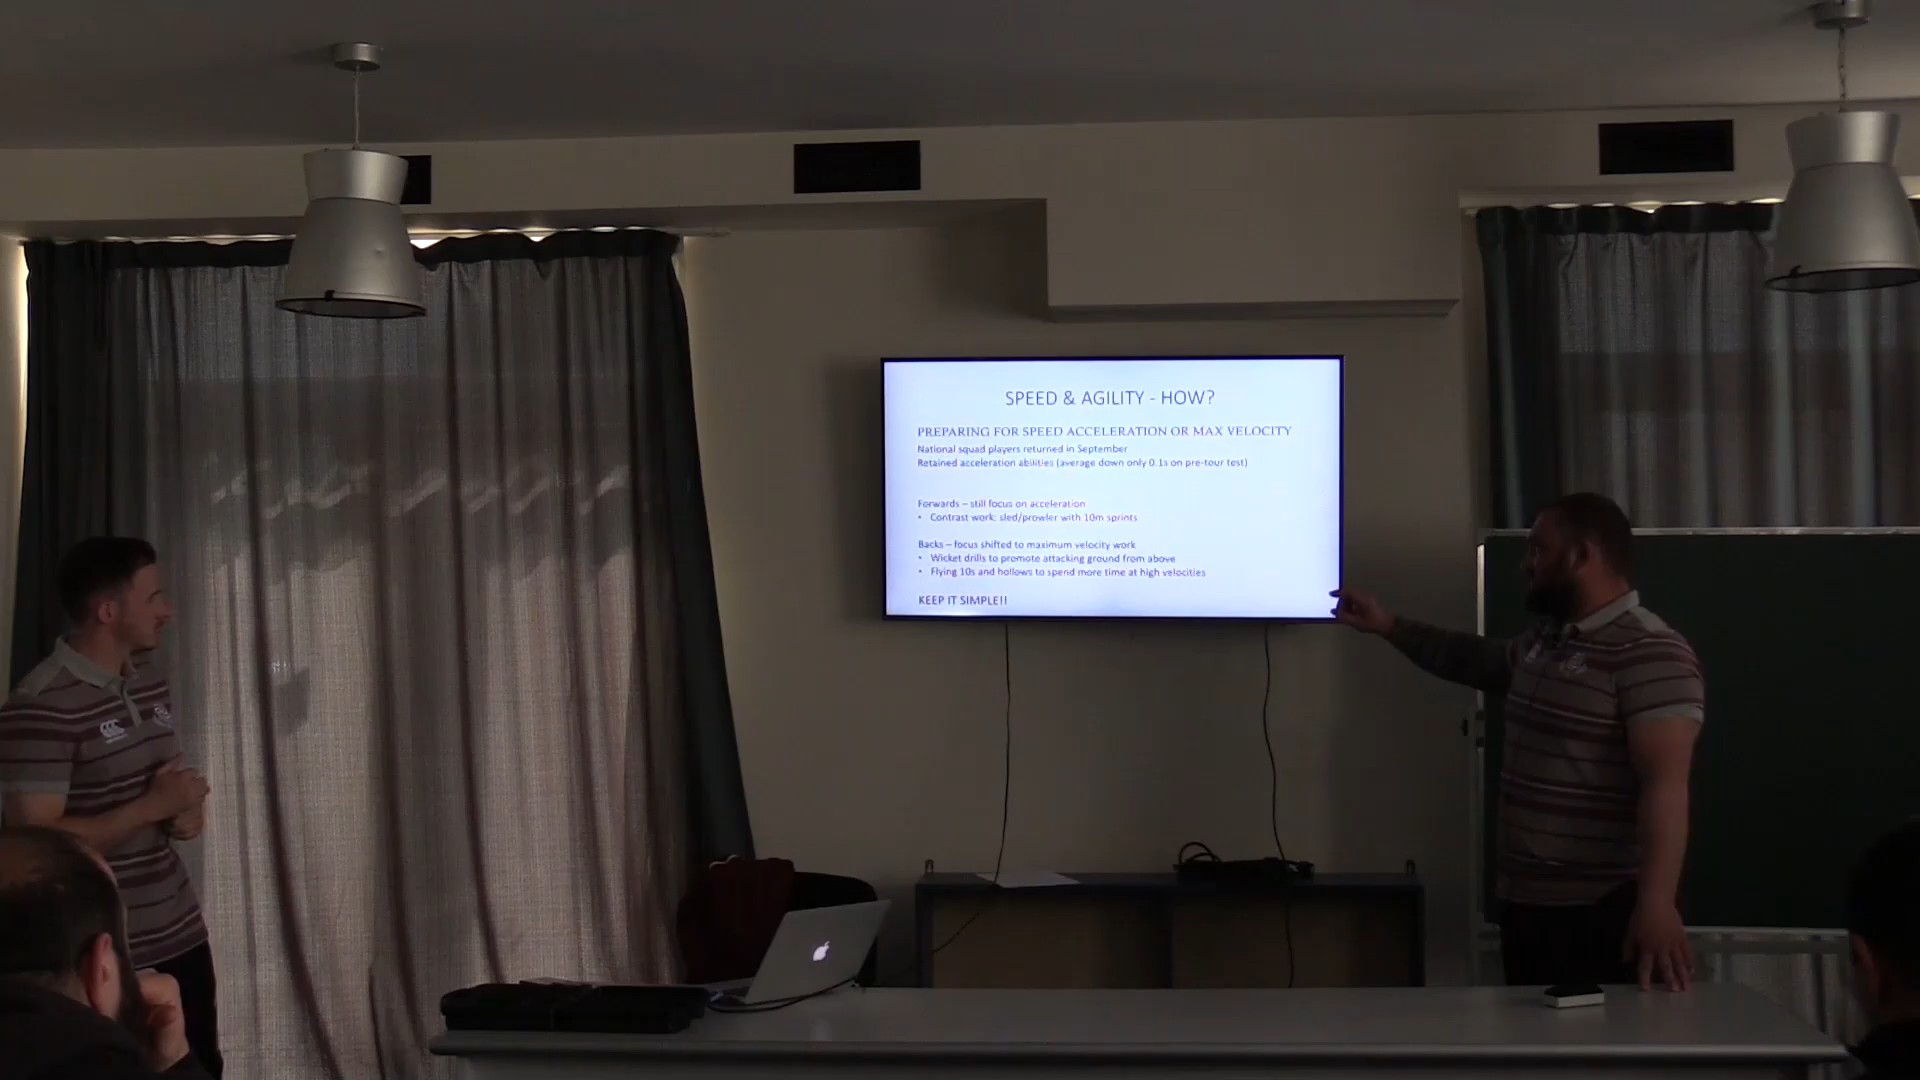 SPEED & AGILITY - HOW?
PREPARING FOR SPEED ACCELERATION OR MAX VELOCITY
National squad players returned in September
Retained acceleration abilities (average down only 0.1s on pre-tour test)
Forwards – still focus on acceleration
• Contrast work: sled/prowler with 10m sprints
Backs – focus shifted to maximum velocity work
• Wicket drills to promote attacking ground from above
• Flying 10s and hollows to spend more time at high velocities
KEEP IT SIMPLE!!